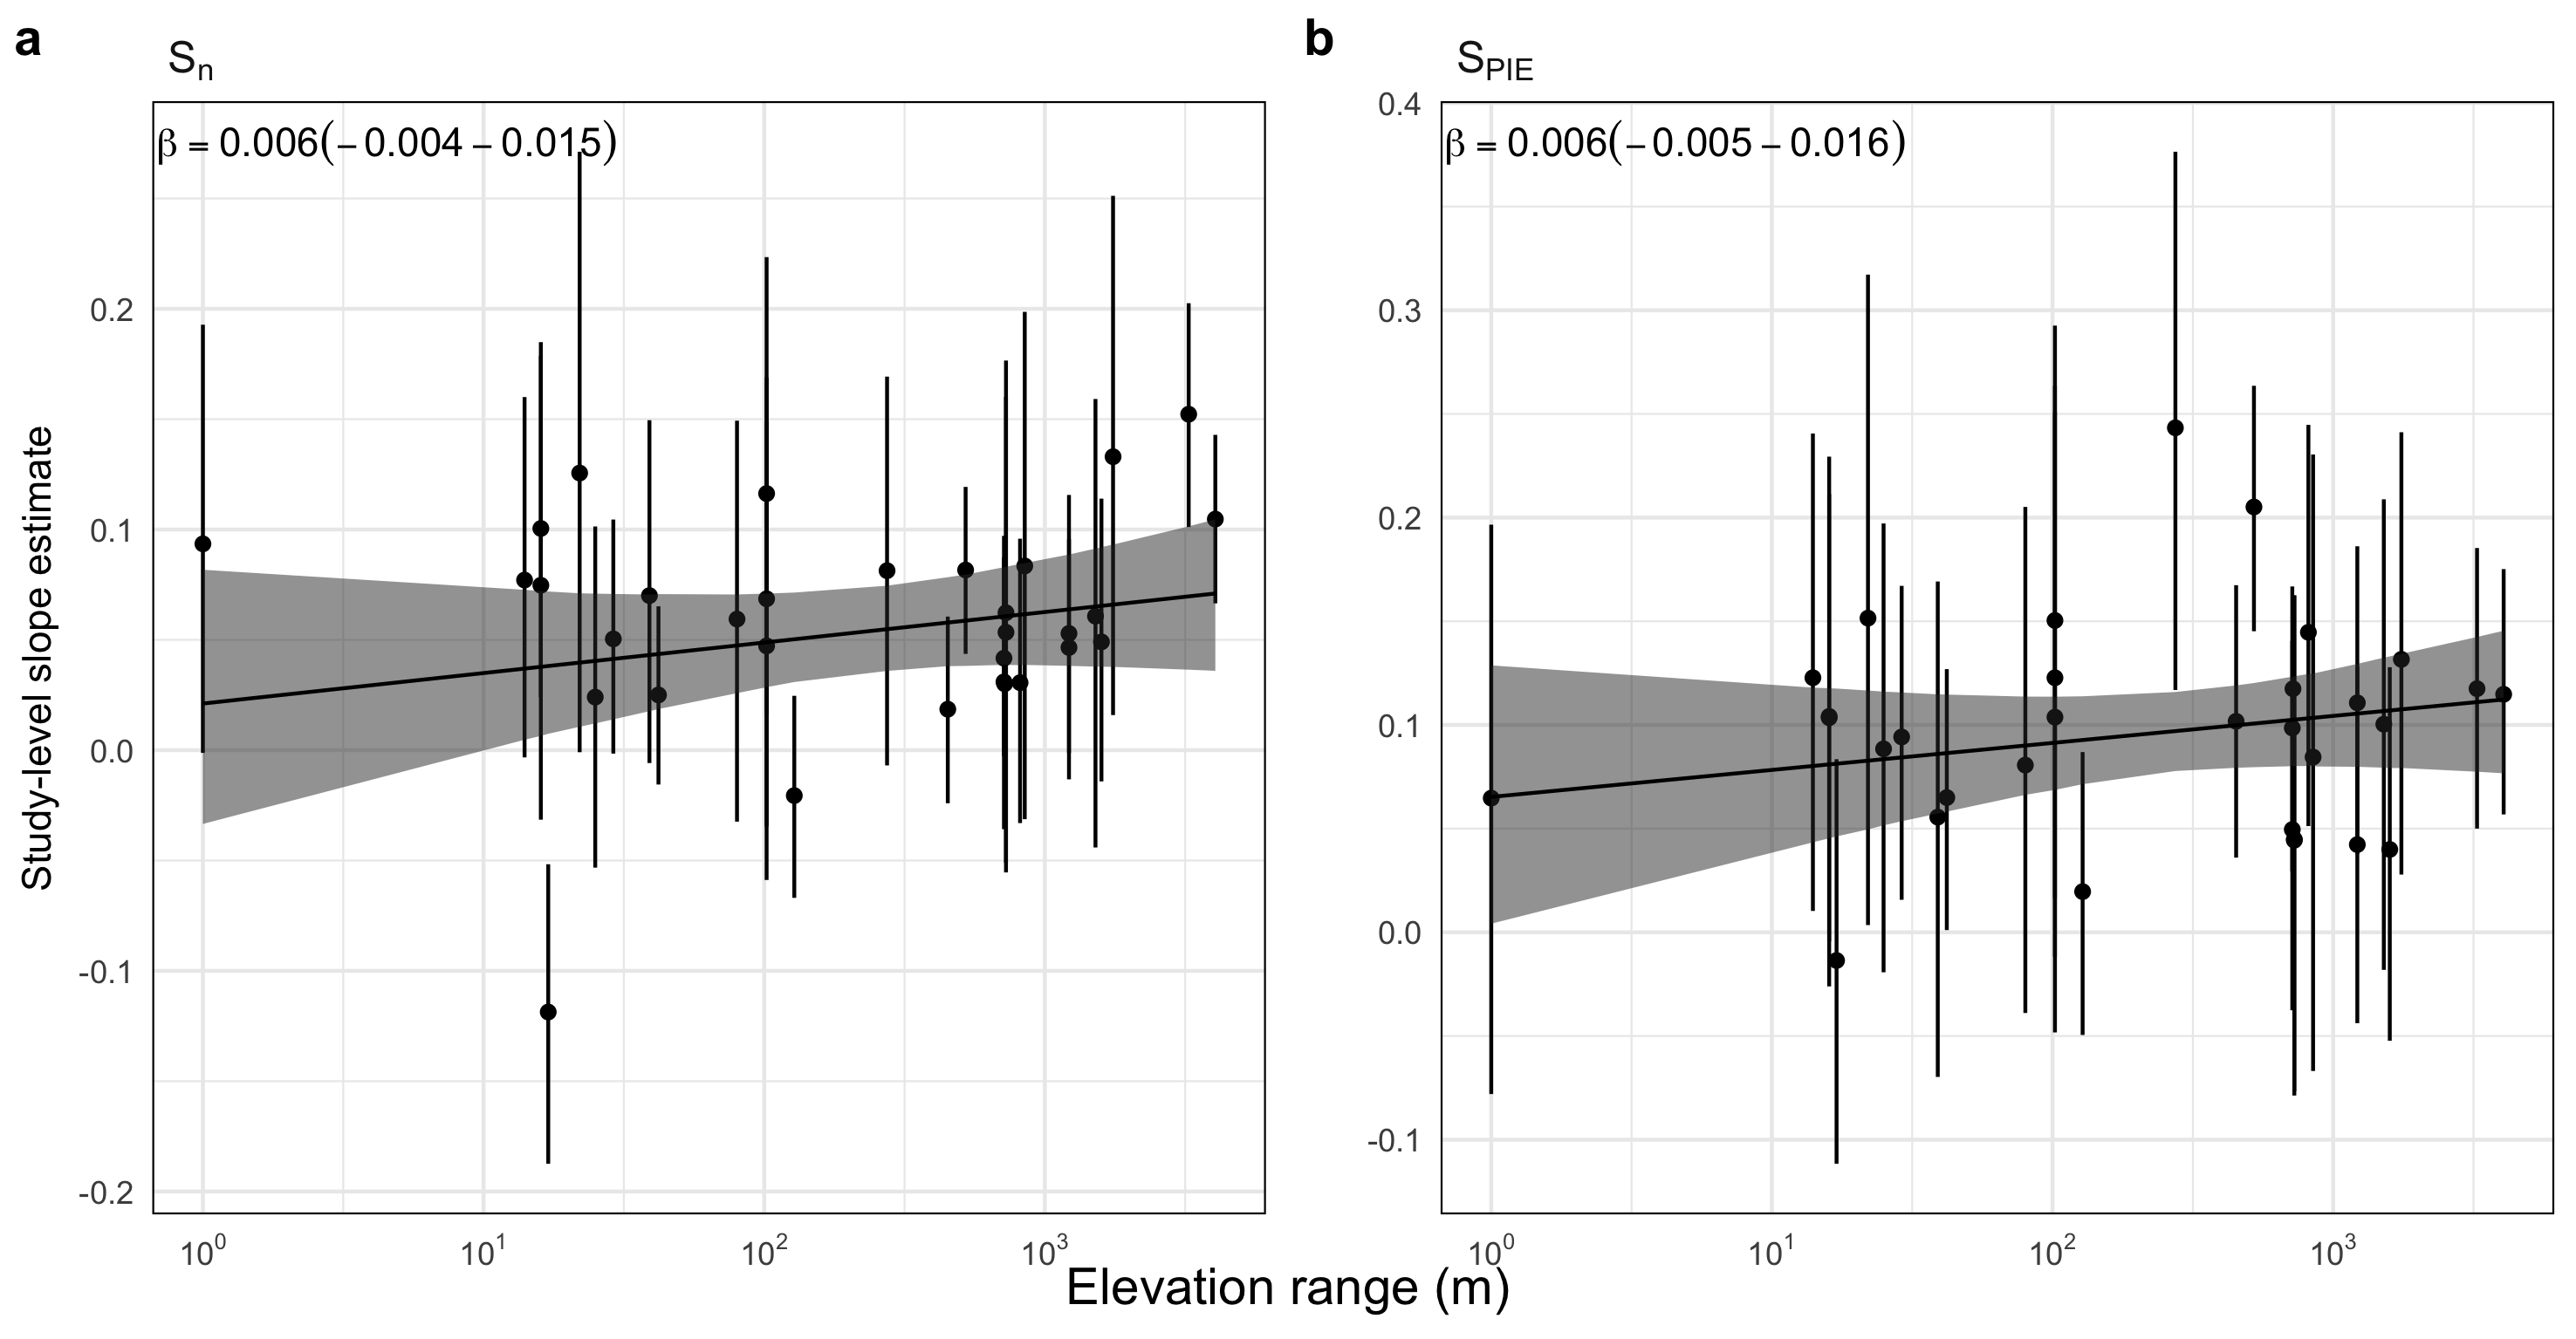 a
Sn
β = 0.006(− 0.004 − 0.015)
Study-level slope estimate
0.2
0.1
0.0
-0.1
-0.2
10^0 10^1 10^2 10^3
b
SPIE
β = 0.006(− 0.005 − 0.016)
0.4
0.3
0.2
0.1
0.0
-0.1
10^0 10^1 10^2 10^3
Elevation range (m)